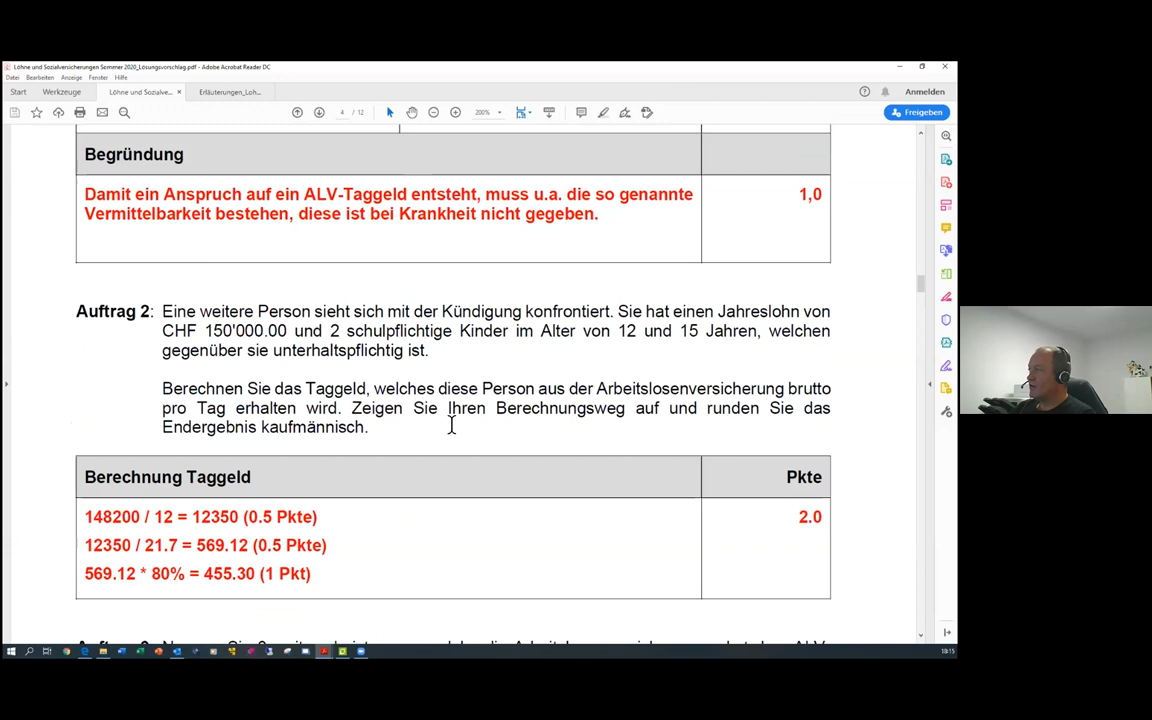 Löhne und Sozialversicherungen Sommer 2020_Lösungsvorschlag.pdf - Adobe Acrobat Reader DC
Datei Bearbeiten Anzeige Fenster Hilfe
Start Werkzeuge Löhne und Sozialve... × Erläuterungen_Loh... Anmelden
4 / 12 200% Freigeben
Begründung
Damit ein Anspruch auf ein ALV-Taggeld entsteht, muss u.a. die so genannte 1,0
Vermittelbarkeit bestehen, diese ist bei Krankheit nicht gegeben.
Auftrag 2: Eine weitere Person sieht sich mit der Kündigung konfrontiert. Sie hat einen Jahreslohn von
CHF 150'000.00 und 2 schulpflichtige Kinder im Alter von 12 und 15 Jahren, welchen
gegenüber sie unterhaltspflichtig ist.
Berechnen Sie das Taggeld, welches diese Person aus der Arbeitslosenversicherung brutto
pro Tag erhalten wird. Zeigen Sie Ihren Berechnungsweg auf und runden Sie das
Endergebnis kaufmännisch.
Berechnung Taggeld Pkte
148200 / 12 = 12350 (0.5 Pkte) 2.0
12350 / 21.7 = 569.12 (0.5 Pkte)
569.12 * 80% = 455.30 (1 Pkt)
18:15